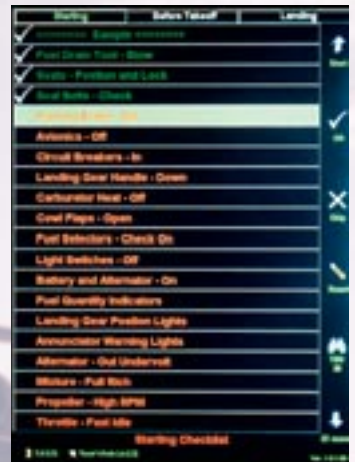 Starting Before Takeoff Landing
Sample
Fuel Drain Tool - Stow
Seats - Position and Lock
Seat Belts - Check
Avionics - Off
Circuit Breakers - In
Landing Gear Handle - Down
Carburetor Heat - Off
Cowl Flaps - Open
Fuel Selectors - Check On
Light Switches - Off
Battery and Alternator - On
Fuel Quantity Indicators
Landing Gear Position Lights
Annunciator Warning Lights
Alternator - Out Undervolt
Mixture - Full Rich
Propeller - High RPM
Throttle - Fast Idle
Starting Checklist